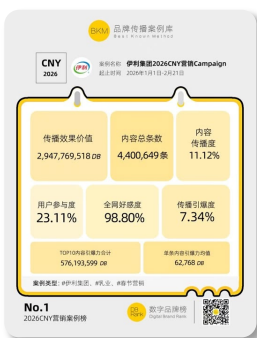 BKM 品牌传播案例库
Best Known Method
CNY
2026
伊利
案例名称 伊利集团2026CNY营销Campaign
起止时间 2026年1月1日-2月21日
传播效果价值
2,947,769,518 DB
内容总条数
4,400,649 条
内容
传播度
11.12%
用户参与度
23.11%
全网好感度
98.80%
传播引爆度
7.34%
TOP10内容引爆力合计
576,193,599 DB
单条内容引爆力均值
62,768 DB
案例类型: #伊利集团、#乳业、#春节营销
No.1
2026CNY营销案例榜
DB Rank
数字品牌榜
Digital Brand Rank